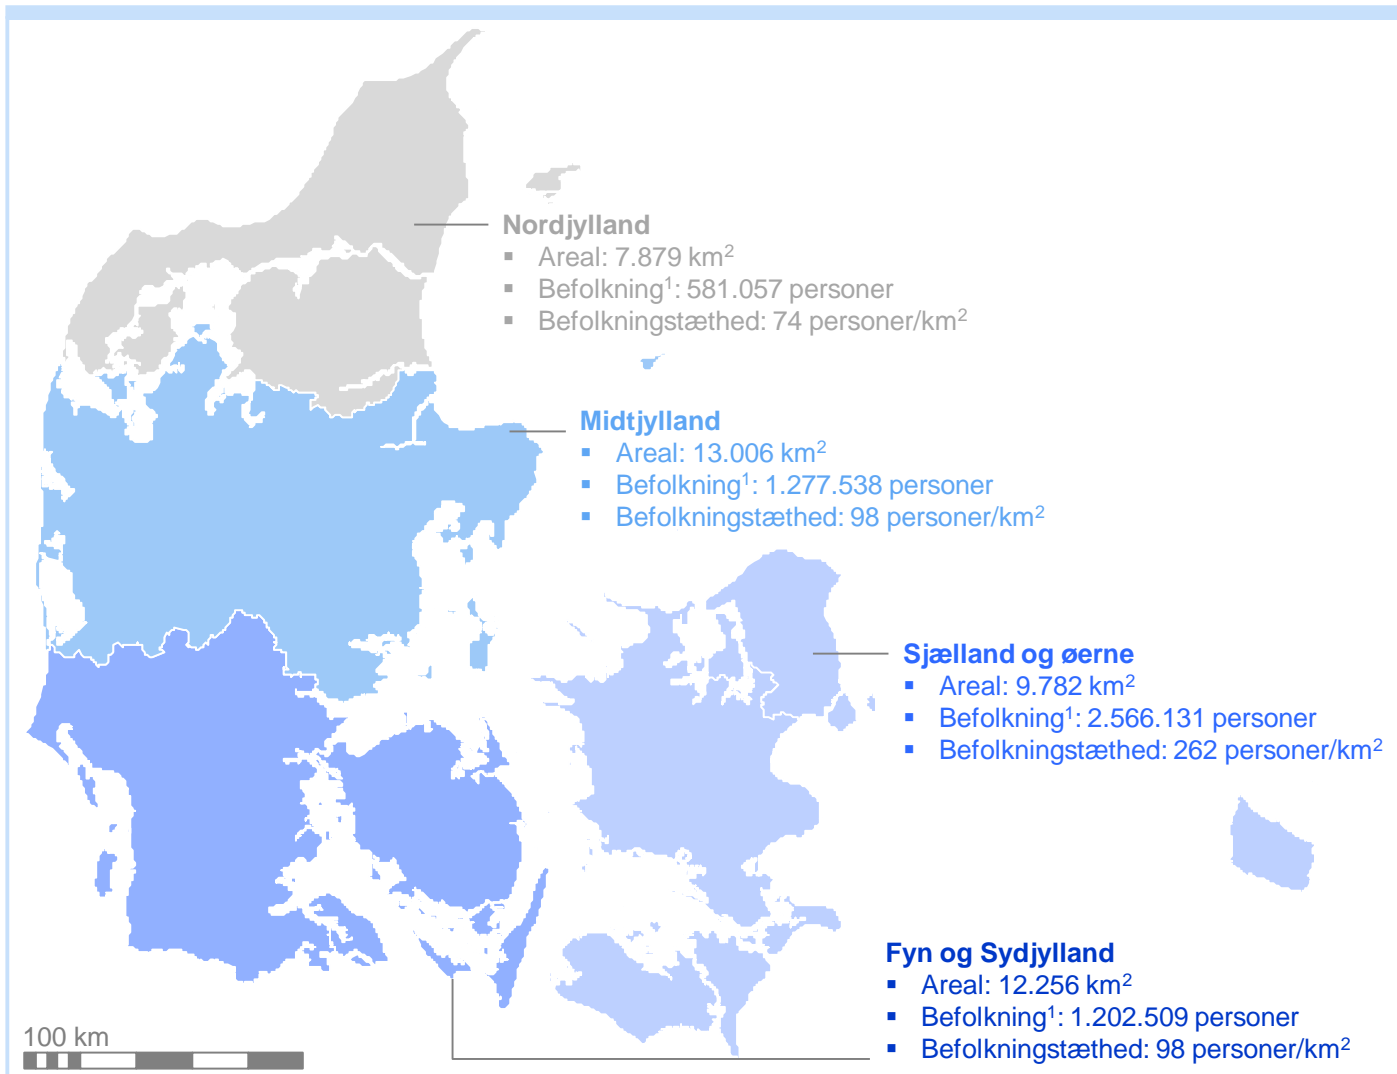 Nordjylland
▪ Areal: 7.879 km²
▪ Befolkning¹: 581.057 personer
▪ Befolkningstæthed: 74 personer/km²
Midtjylland
▪ Areal: 13.006 km²
▪ Befolkning¹: 1.277.538 personer
▪ Befolkningstæthed: 98 personer/km²
Sjælland og øerne
▪ Areal: 9.782 km²
▪ Befolkning¹: 2.566.131 personer
▪ Befolkningstæthed: 262 personer/km²
Fyn og Sydjylland
▪ Areal: 12.256 km²
▪ Befolkning¹: 1.202.509 personer
▪ Befolkningstæthed: 98 personer/km²
100 km